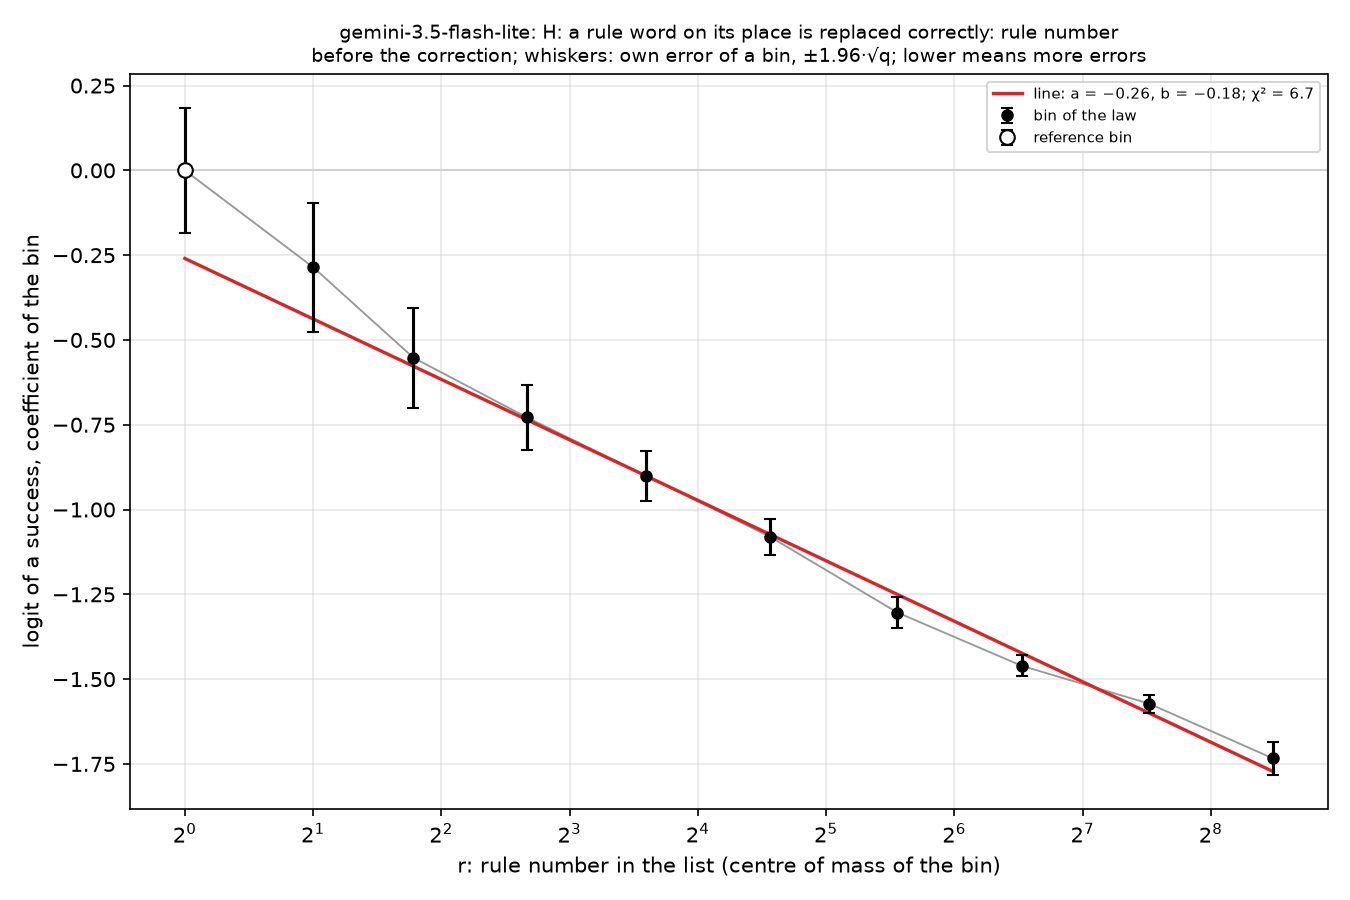 gemini-3.5-flash-lite: H: a rule word on its place is replaced correctly: rule number
before the correction; whiskers: own error of a bin, ±1.96·√q; lower means more errors
line: a = −0.26, b = −0.18; χ² = 6.7
bin of the law
reference bin
0.25
0.00
−0.25
−0.50
−0.75
−1.00
−1.25
−1.50
−1.75
logit of a success, coefficient of the bin
2⁰ 2¹ 2² 2³ 2⁴ 2⁵ 2⁶ 2⁷ 2⁸
r: rule number in the list (centre of mass of the bin)